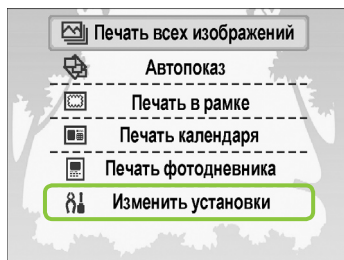 Печать всех изображений
Автопоказ
Печать в рамке
Печать календаря
Печать фотодневника
Изменить установки